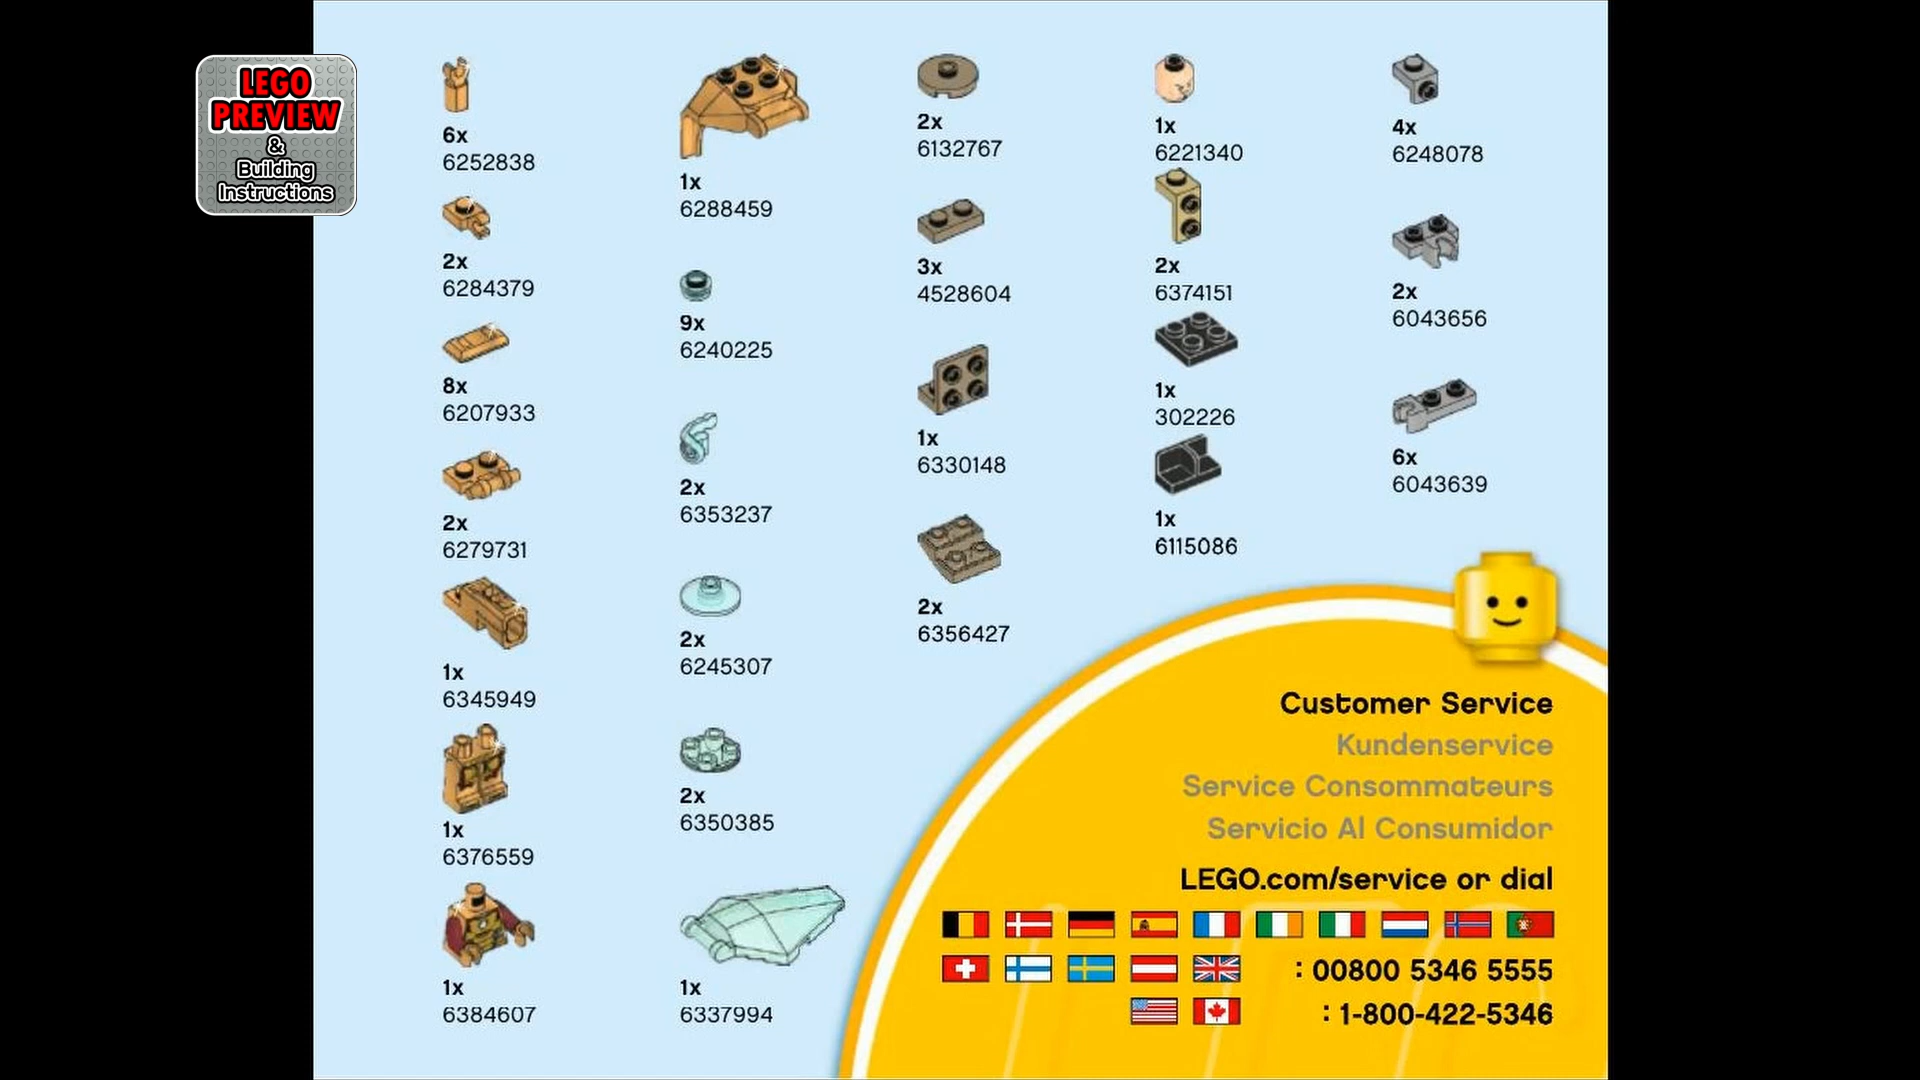 LEGO
PREVIEW
&
Building
Instructions
6x
6252838
2x
6284379
8x
6207933
2x
6279731
1x
6345949
1x
6376559
1x
6384607
1x
6288459
9x
6240225
2x
6353237
2x
6245307
2x
6350385
1x
6337994
2x
6132767
3x
4528604
1x
6330148
2x
6356427
1x
6221340
2x
6374151
1x
302226
1x
6115086
4x
6248078
2x
6043656
6x
6043639
Customer Service
Kundenservice
Service Consommateurs
Servicio Al Consumidor
LEGO.com/service or dial
: 00800 5346 5555
: 1-800-422-5346